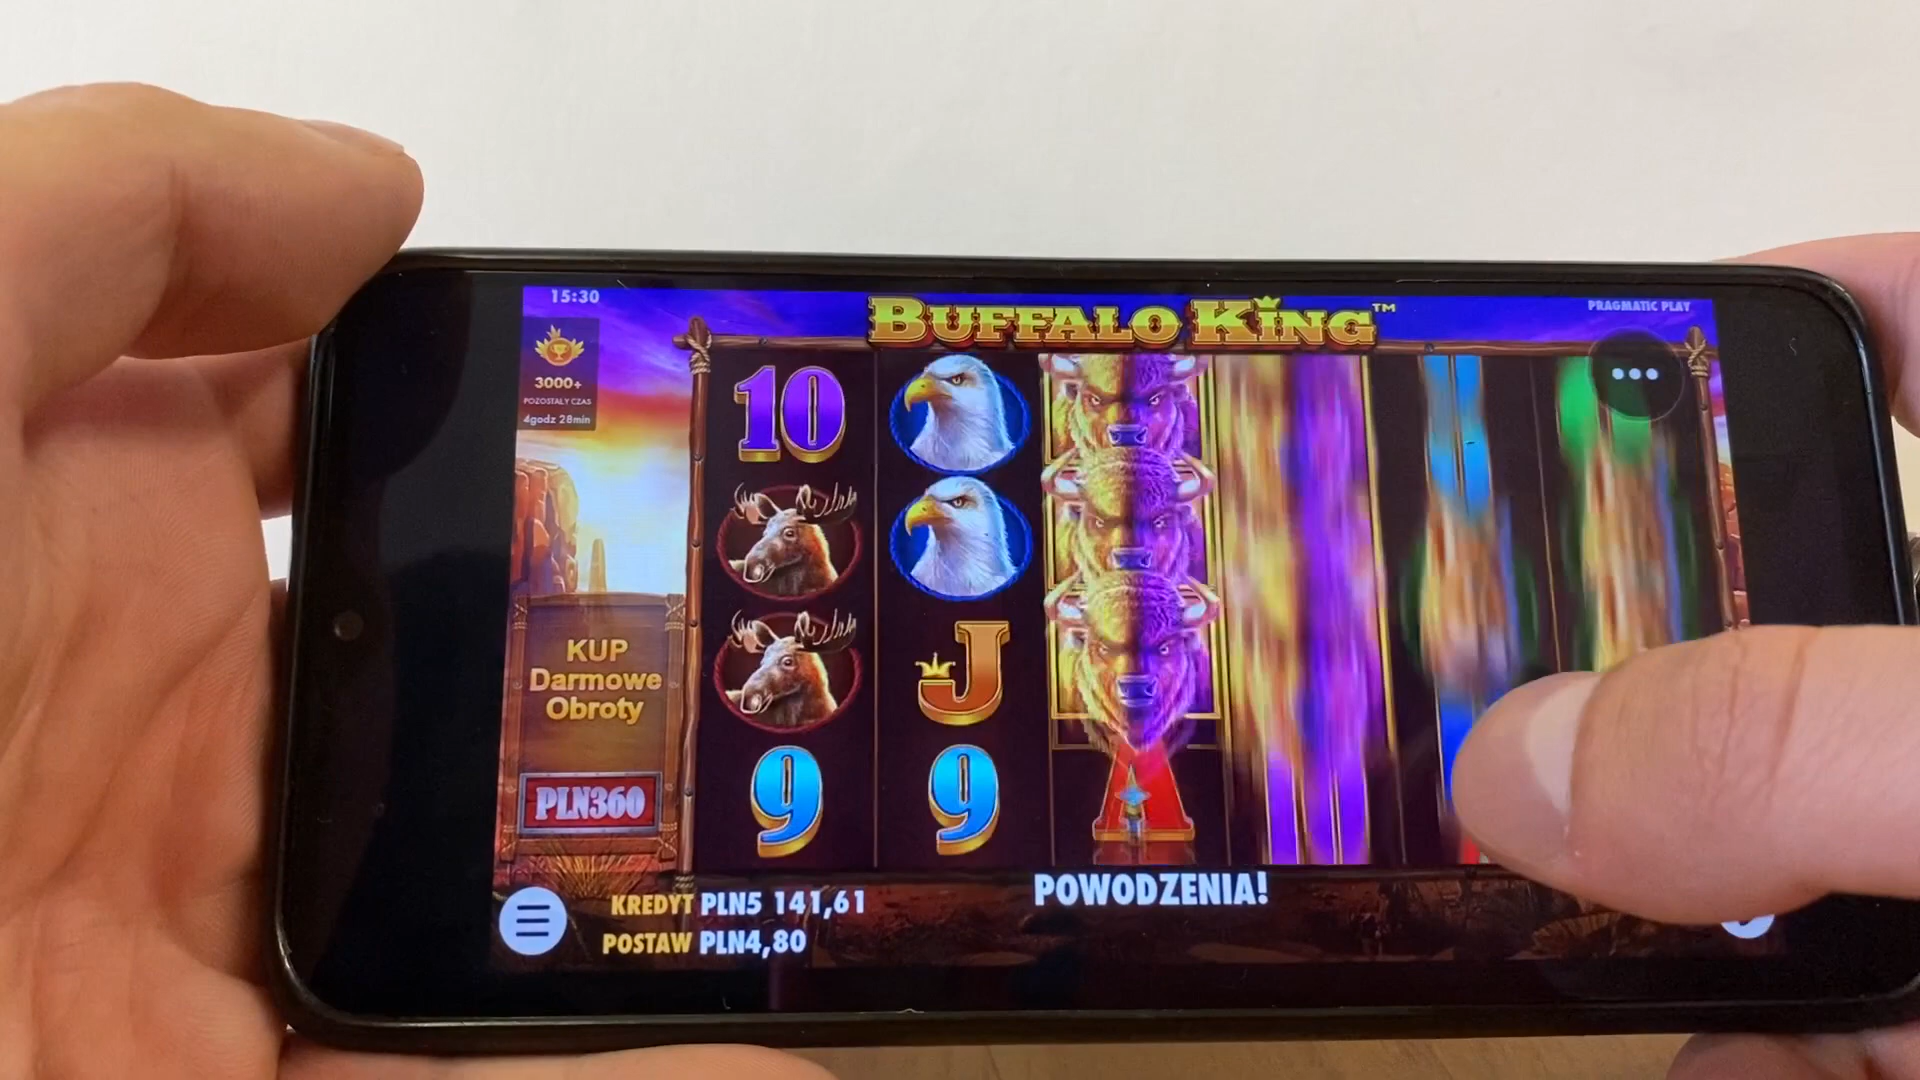 15:30
BUFFALO KING™
PRAGMATIC PLAY
3000+
POZOSTAŁY CZAS
4godz 28min
10
J
9
9
A
KUP
Darmowe
Obroty
PLN360
KREDYT PLN5 141,61
POSTAW PLN4,80
POWODZENIA!